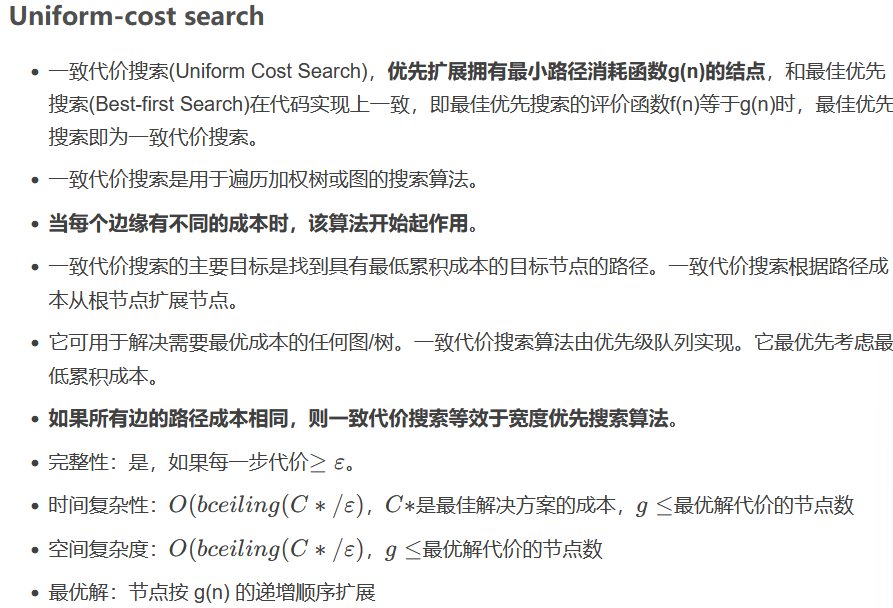 Uniform-cost search
• 一致代价搜索(Uniform Cost Search)，优先扩展拥有最小路径消耗函数g(n)的结点，和最佳优先
搜索(Best-first Search)在代码实现上一致，即最佳优先搜索的评价函数f(n)等于g(n)时，最佳优先
搜索即为一致代价搜索。
• 一致代价搜索是用于遍历加权树或图的搜索算法。
• 当每个边缘有不同的成本时，该算法开始起作用。
• 一致代价搜索的主要目标是找到具有最低累积成本的目标节点的路径。一致代价搜索根据路径成
本从根节点扩展节点。
• 它可用于解决需要最优成本的任何图/树。一致代价搜索算法由优先级队列实现。它最优先考虑最
低累积成本。
• 如果所有边的路径成本相同，则一致代价搜索等效于宽度优先搜索算法。
• 完整性：是，如果每一步代价≥ ε。
• 时间复杂性：O(bceiling(C ∗ /ε)，C∗是最佳解决方案的成本，g ≤最优解代价的节点数
• 空间复杂度：O(bceiling(C ∗ /ε)，g ≤最优解代价的节点数
• 最优解：节点按 g(n) 的递增顺序扩展